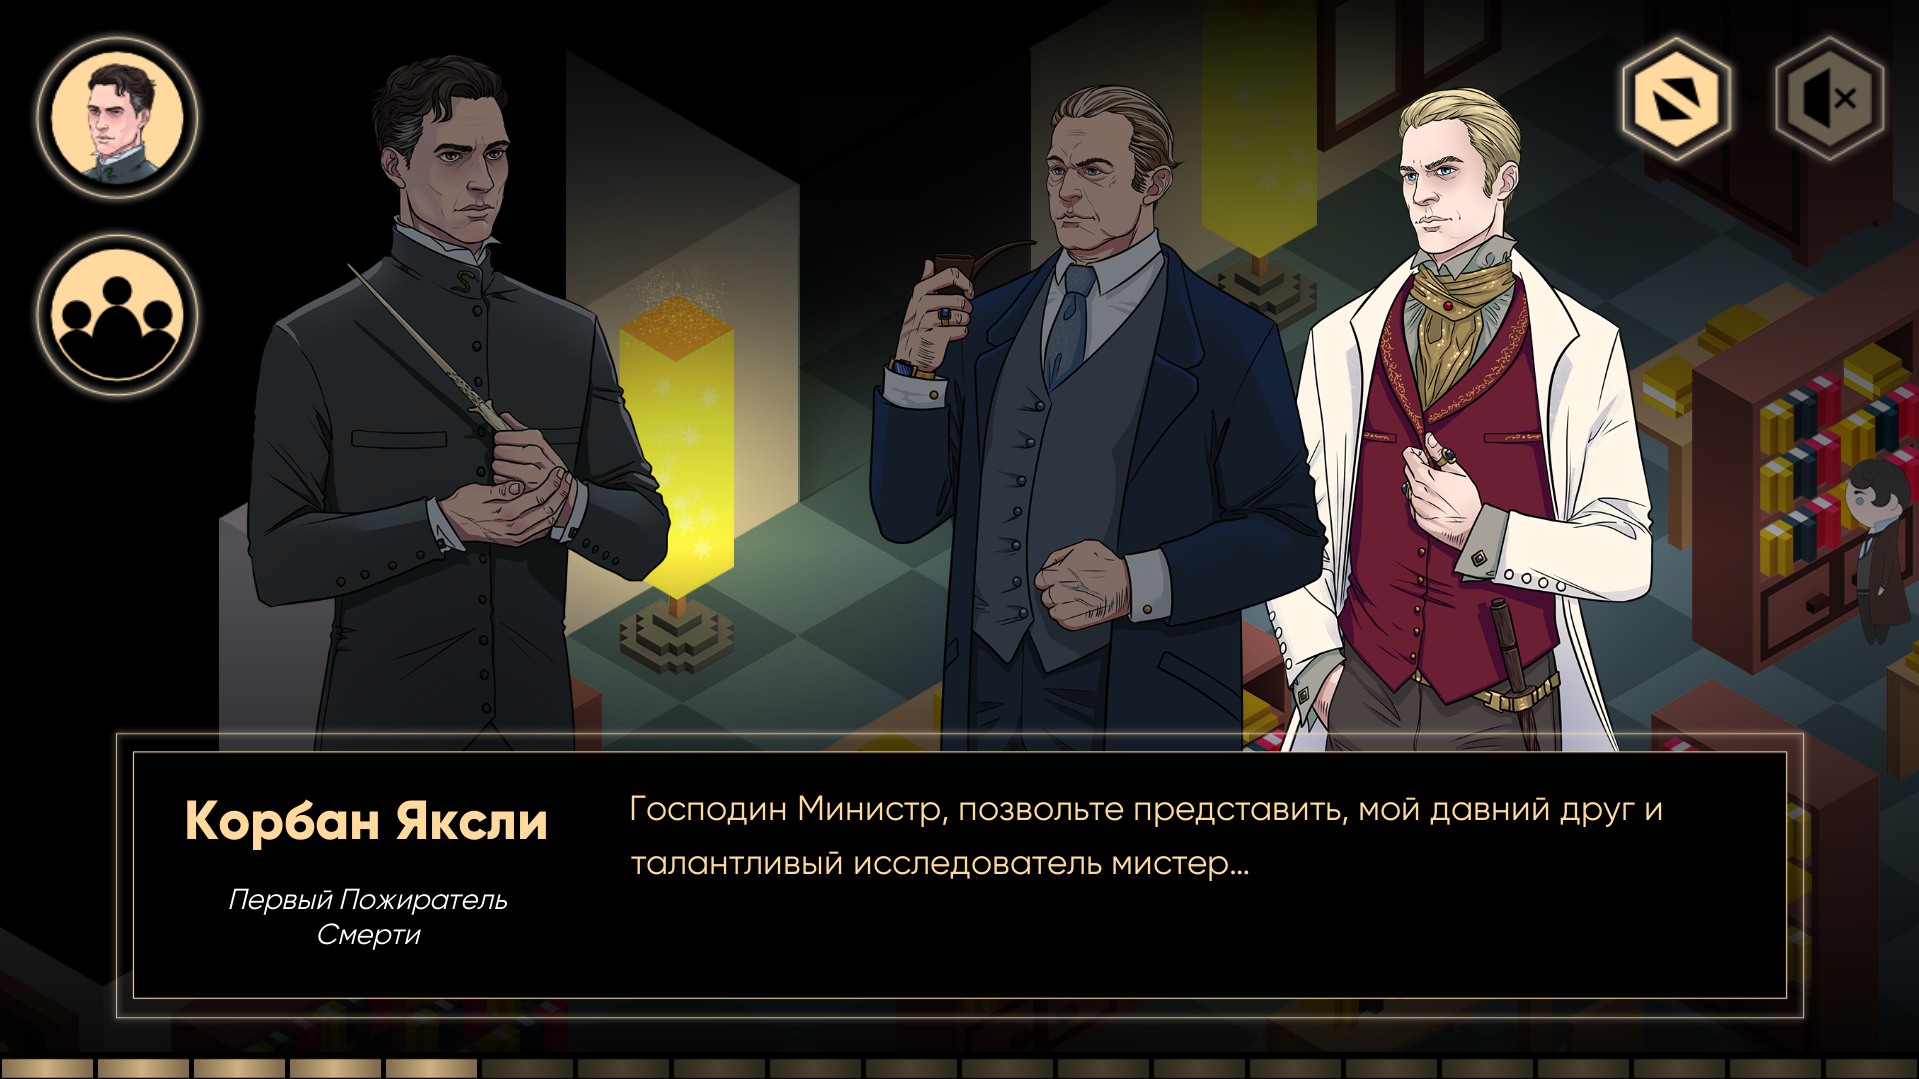 Корбан Яксли
Первый Пожиратель
Смерти
Господин Министр, позвольте представить, мой давний друг и
талантливый исследователь мистер...